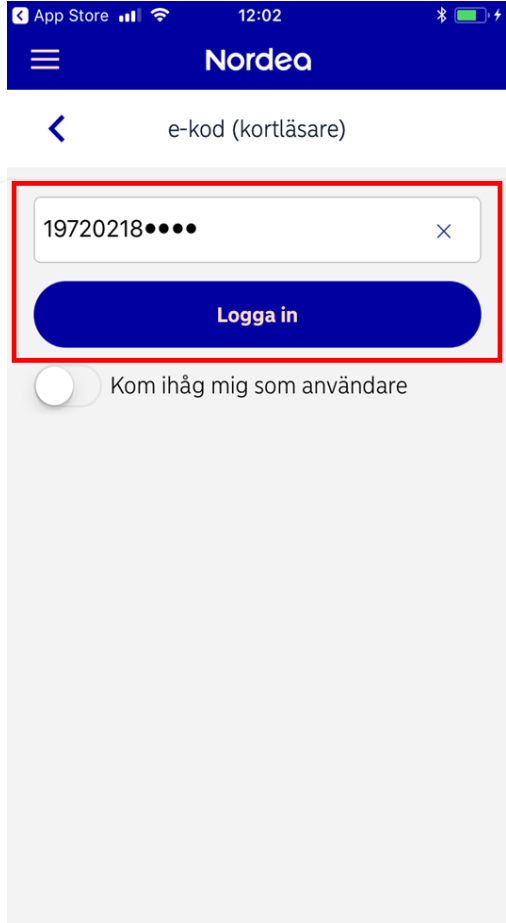 App Store 12:02
Nordea
e-kod (kortläsare)
19720218●●●●
Logga in
Kom ihåg mig som användare